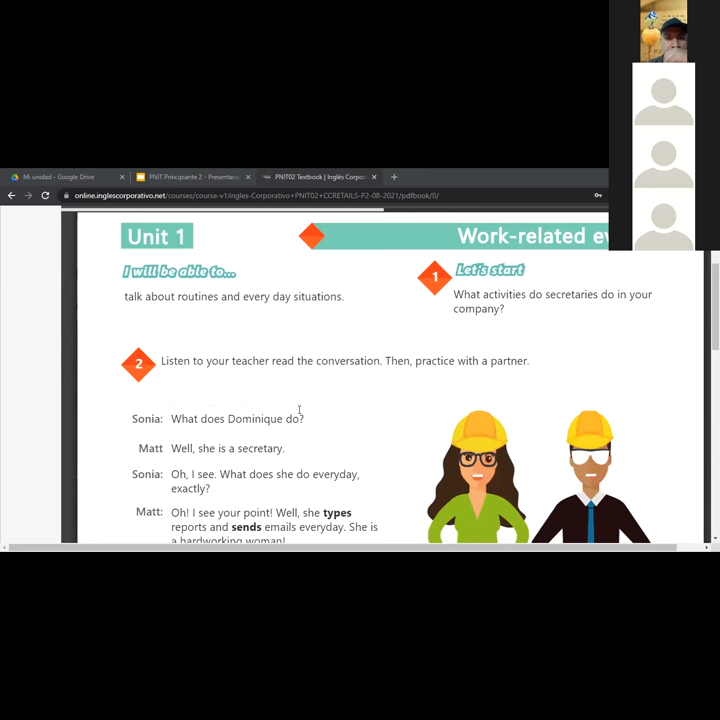 Mi unidad - Google Drive
PNIT Principiante 2 - Presentacio
PNIT02 Textbook | Inglés Corpo
online.inglescorporativo.net/courses/course-v1:Ingles-Corporativo+PNIT02+CCRETAILS-P2-08-2021/pdfbook/0/
Unit 1
Work-related ev
I will be able to...
talk about routines and every day situations.
1
Let's start
What activities do secretaries do in your
company?
2
Listen to your teacher read the conversation. Then, practice with a partner.
Sonia: What does Dominique do?
Matt Well, she is a secretary.
Sonia: Oh, I see. What does she do everyday,
exactly?
Matt: Oh! I see your point! Well, she types
reports and sends emails everyday. She is
a hardworking woman!